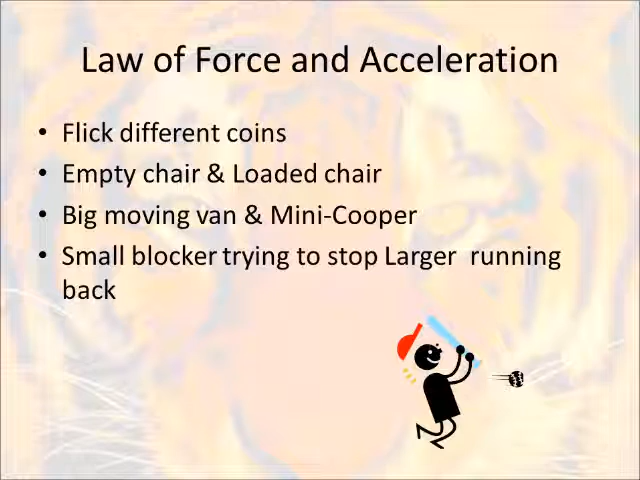 Law of Force and Acceleration
• Flick different coins
• Empty chair & Loaded chair
• Big moving van & Mini-Cooper
• Small blocker trying to stop Larger  running
back